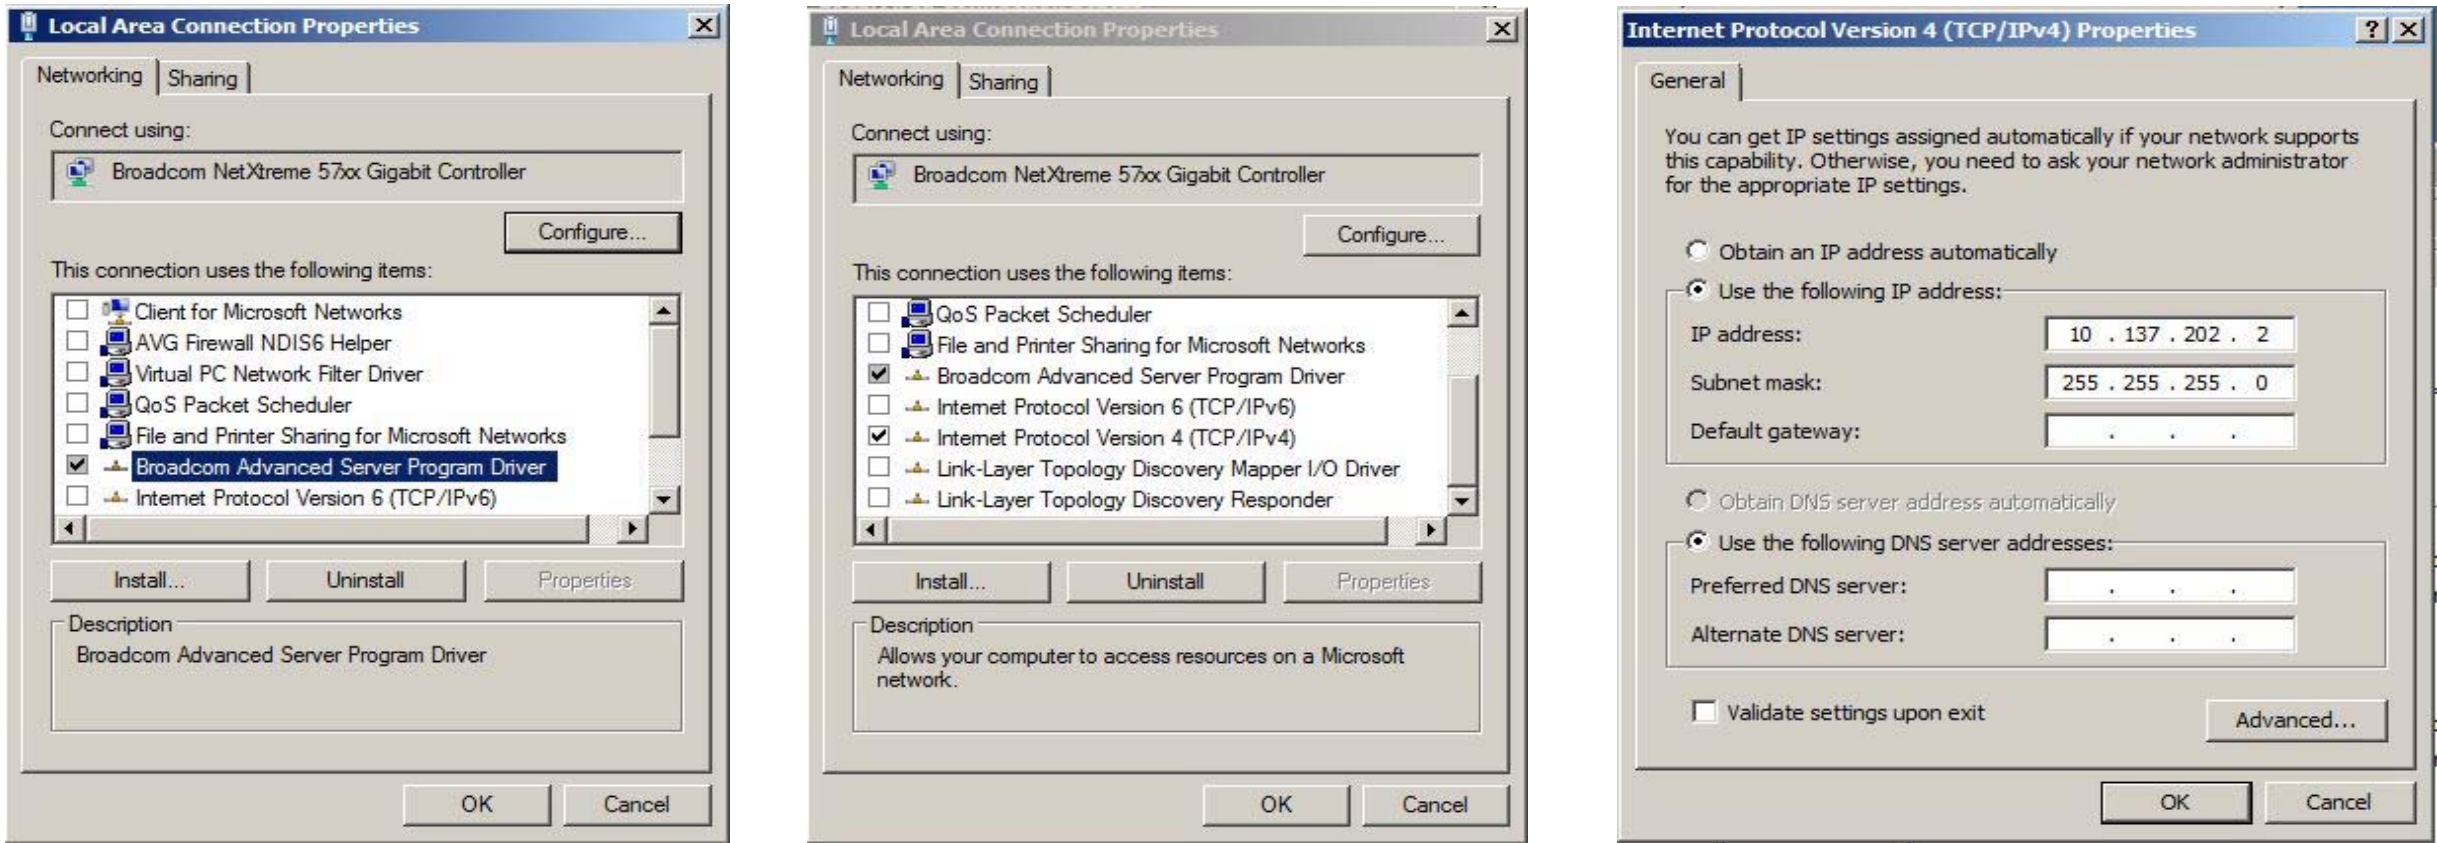 Local Area Connection Properties
Networking
Sharing
Connect using:
Broadcom NetXtreme 57xx Gigabit Controller
Configure...
This connection uses the following items:
Client for Microsoft Networks
AVG Firewall NDIS6 Helper
Virtual PC Network Filter Driver
QoS Packet Scheduler
File and Printer Sharing for Microsoft Networks
Broadcom Advanced Server Program Driver
Internet Protocol Version 6 (TCP/IPv6)
Install...
Uninstall
Properties
Description
Broadcom Advanced Server Program Driver
OK
Cancel
Local Area Connection Properties
Networking
Sharing
Connect using:
Broadcom NetXtreme 57xx Gigabit Controller
Configure...
This connection uses the following items:
QoS Packet Scheduler
File and Printer Sharing for Microsoft Networks
Broadcom Advanced Server Program Driver
Internet Protocol Version 6 (TCP/IPv6)
Internet Protocol Version 4 (TCP/IPv4)
Link-Layer Topology Discovery Mapper I/O Driver
Link-Layer Topology Discovery Responder
Install...
Uninstall
Properties
Description
Allows your computer to access resources on a Microsoft
network.
OK
Cancel
Internet Protocol Version 4 (TCP/IPv4) Properties
General
You can get IP settings assigned automatically if your network supports
this capability. Otherwise, you need to ask your network administrator
for the appropriate IP settings.
Obtain an IP address automatically
Use the following IP address:
IP address: 10 . 137 . 202 . 2
Subnet mask: 255 . 255 . 255 . 0
Default gateway: . . .
Obtain DNS server address automatically
Use the following DNS server addresses:
Preferred DNS server: . . .
Alternate DNS server: . . .
Validate settings upon exit
Advanced...
OK
Cancel